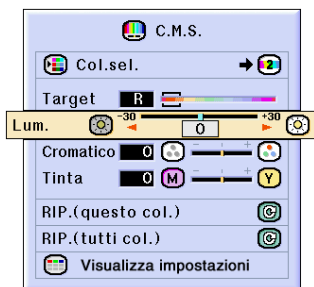 C.M.S.
Col.sel. 2
Target R
Lum. -30 0 +30
Cromatico 0 - +
Tinta 0 M - + Y
RIP.(questo col.)
RIP.(tutti col.)
Visualizza impostazioni